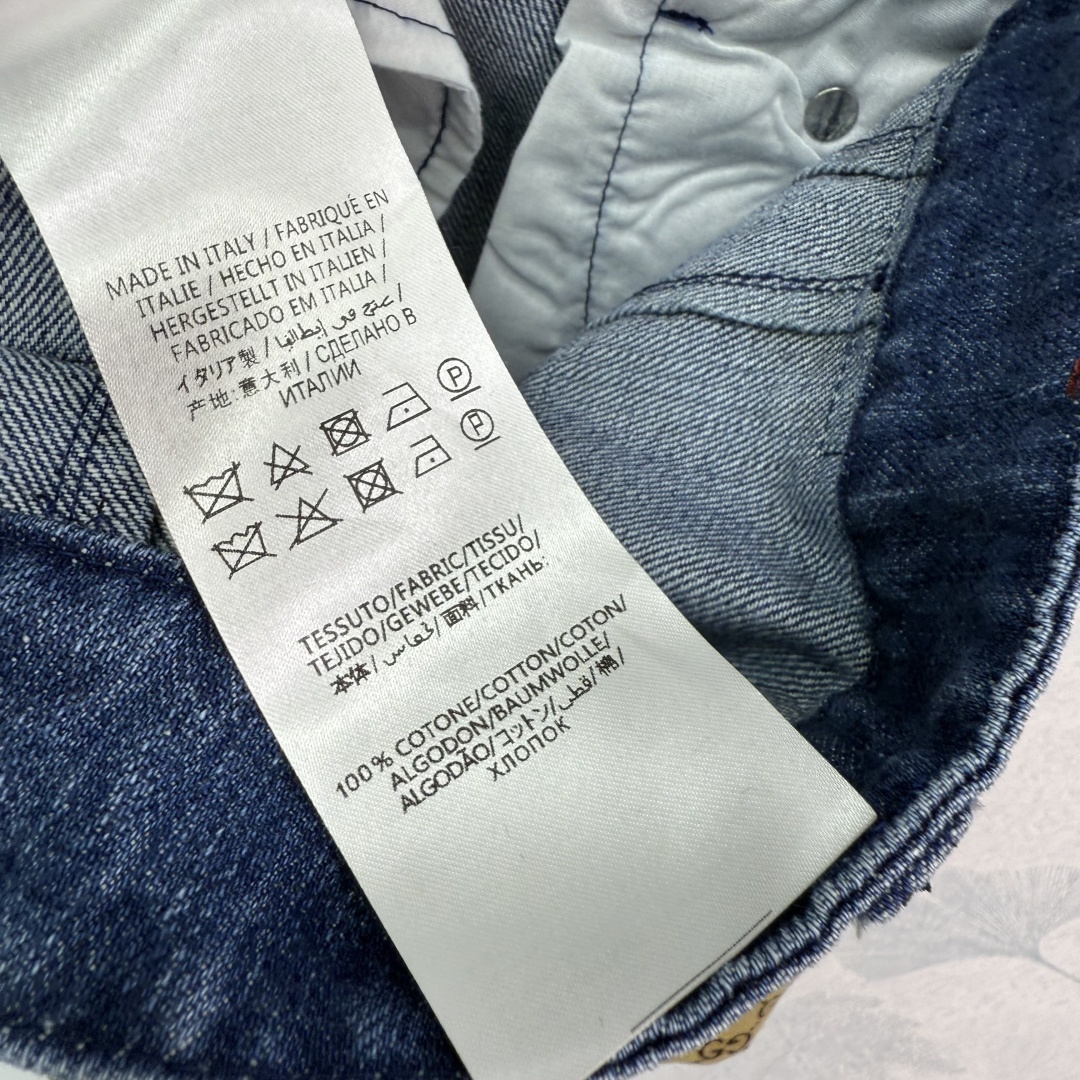 MADE IN ITALY / FABRIQUÉ EN
ITALIE / HECHO EN ITALIA /
HERGESTELLT IN ITALIEN /
FABRICADO EM ITALIA /
イタリア製 / صنع في إيطاليا /
产地:意大利 / СДЕЛАНО В
ИТАЛИИ
P
P
TESSUTO/FABRIC/TISSU/
TEJIDO/GEWEBE/TECIDO/
本体/ قماش/面料/ТКАНЬ:
100% COTONE/COTTON/COTON/
ALGODON/BAUMWOLLE/
ALGODÃO/コットン/قطن/棉/
ХЛОПОК